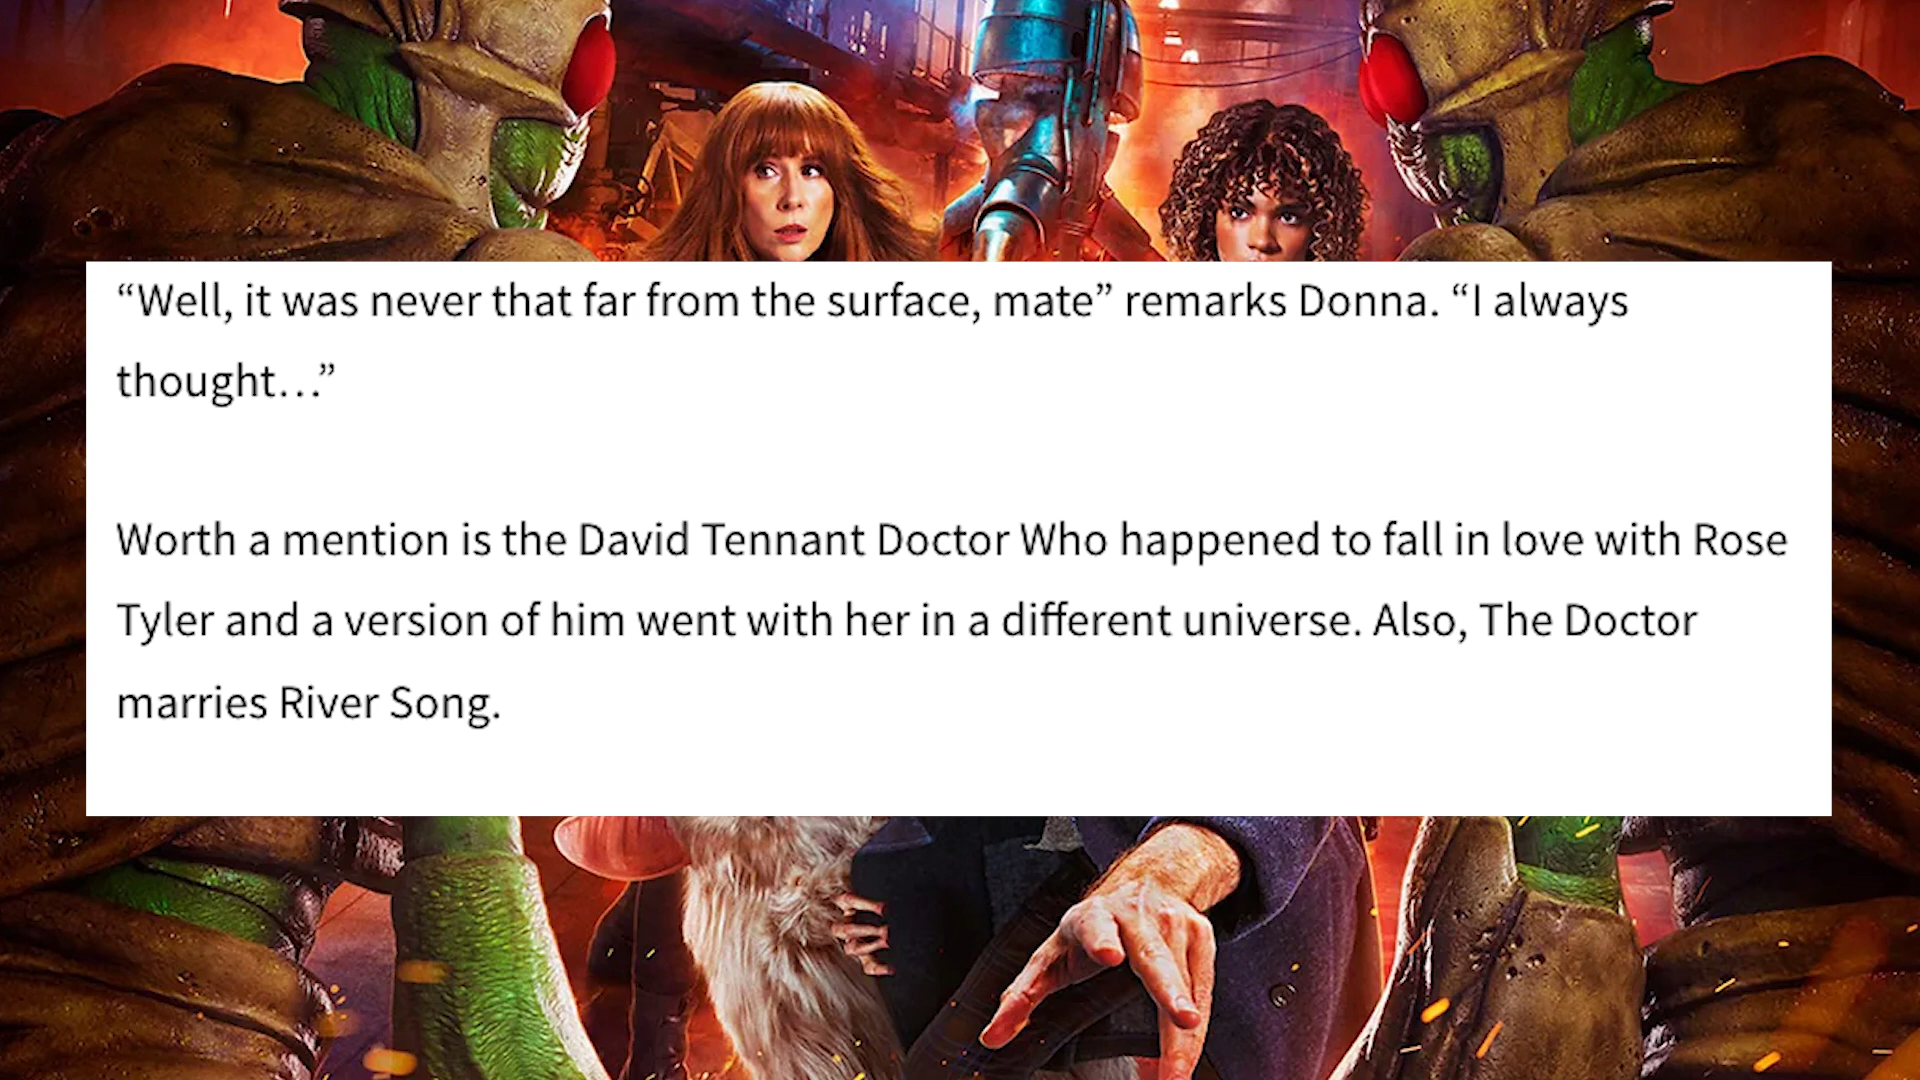 “Well, it was never that far from the surface, mate” remarks Donna. “I always
thought…”
Worth a mention is the David Tennant Doctor Who happened to fall in love with Rose
Tyler and a version of him went with her in a different universe. Also, The Doctor
marries River Song.